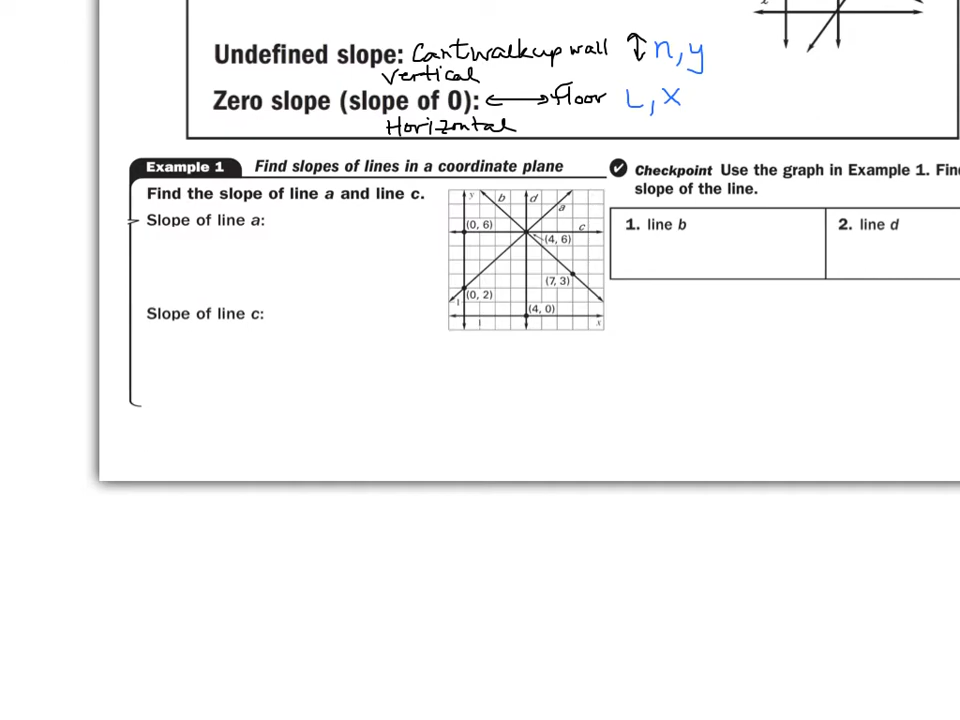 Undefined slope: Cant walk up wall ↕ n, y
vertical
Zero slope (slope of 0): ↔ floor L, X
Horizontal
Example 1 Find slopes of lines in a coordinate plane
Find the slope of line a and line c.
Slope of line a:
Slope of line c:
y b d a c
(0, 6)
(4, 6)
(7, 3)
(0, 2)
1
(4, 0)
1 x
Checkpoint Use the graph in Example 1. Fin
slope of the line.
1. line b
2. line d